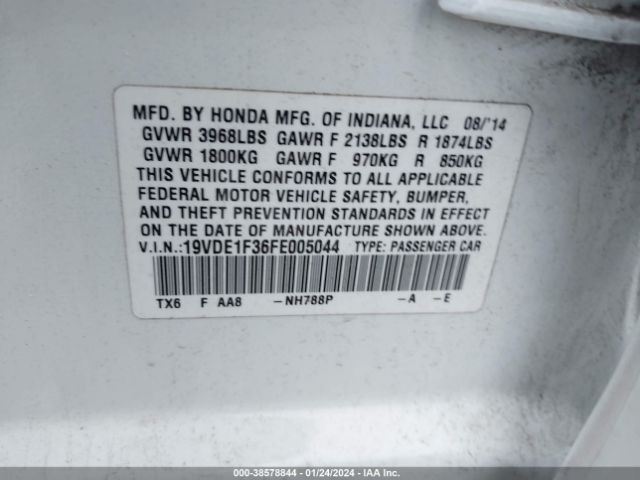 MFD. BY HONDA MFG. OF INDIANA, LLC 08/'14
GVWR 3968LBS GAWR F 2138LBS R 1874LBS
GVWR 1800KG GAWR F 970KG R 850KG
THIS VEHICLE CONFORMS TO ALL APPLICABLE
FEDERAL MOTOR VEHICLE SAFETY, BUMPER,
AND THEFT PREVENTION STANDARDS IN EFFECT
ON THE DATE OF MANUFACTURE SHOWN ABOVE.
V.I.N.:19VDE1F36FE005044 TYPE: PASSENGER CAR
TX6 F AA8 -NH788P -A -E
000-38578844 - 01/24/2024 - IAA Inc.